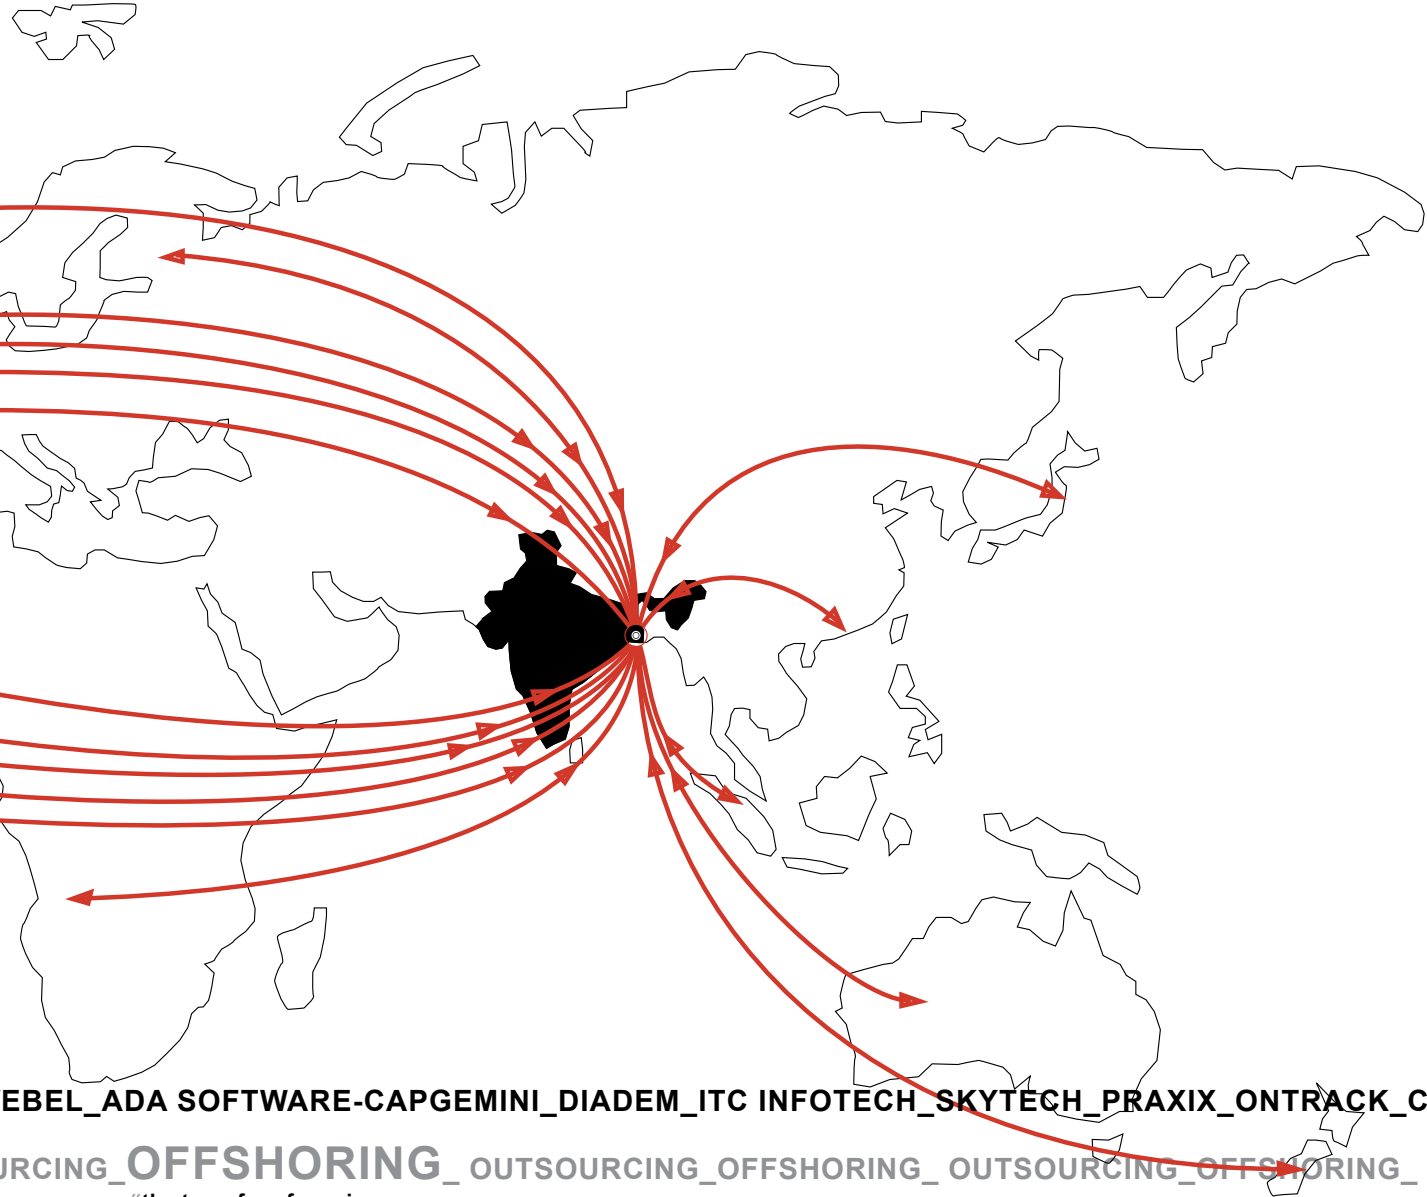 EBEL_ADA SOFTWARE-CAPGEMINI_DIADEM_ITC INFOTECH_SKYTECH_PRAXIX_ONTRACK_C
URCING_OFFSHORING_ OUTSOURCING_OFFSHORING_ OUTSOURCING_OFFSHORING_